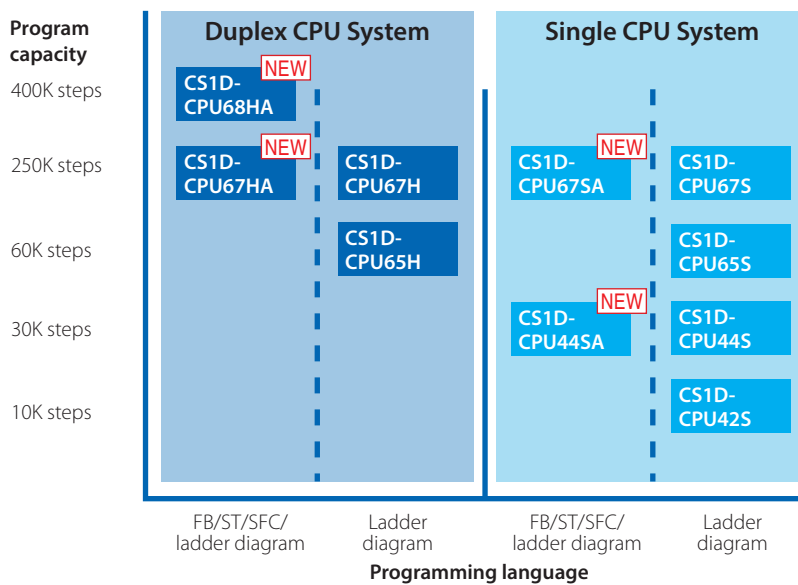 Program
capacity
Duplex CPU System
Single CPU System
400K steps
CS1D-
CPU68HA
NEW
250K steps
CS1D-
CPU67HA
NEW
CS1D-
CPU67H
CS1D-
CPU67SA
NEW
CS1D-
CPU67S
60K steps
CS1D-
CPU65H
CS1D-
CPU65S
30K steps
CS1D-
CPU44SA
NEW
CS1D-
CPU44S
10K steps
CS1D-
CPU42S
FB/ST/SFC/
ladder diagram
Ladder
diagram
FB/ST/SFC/
ladder diagram
Ladder
diagram
Programming language